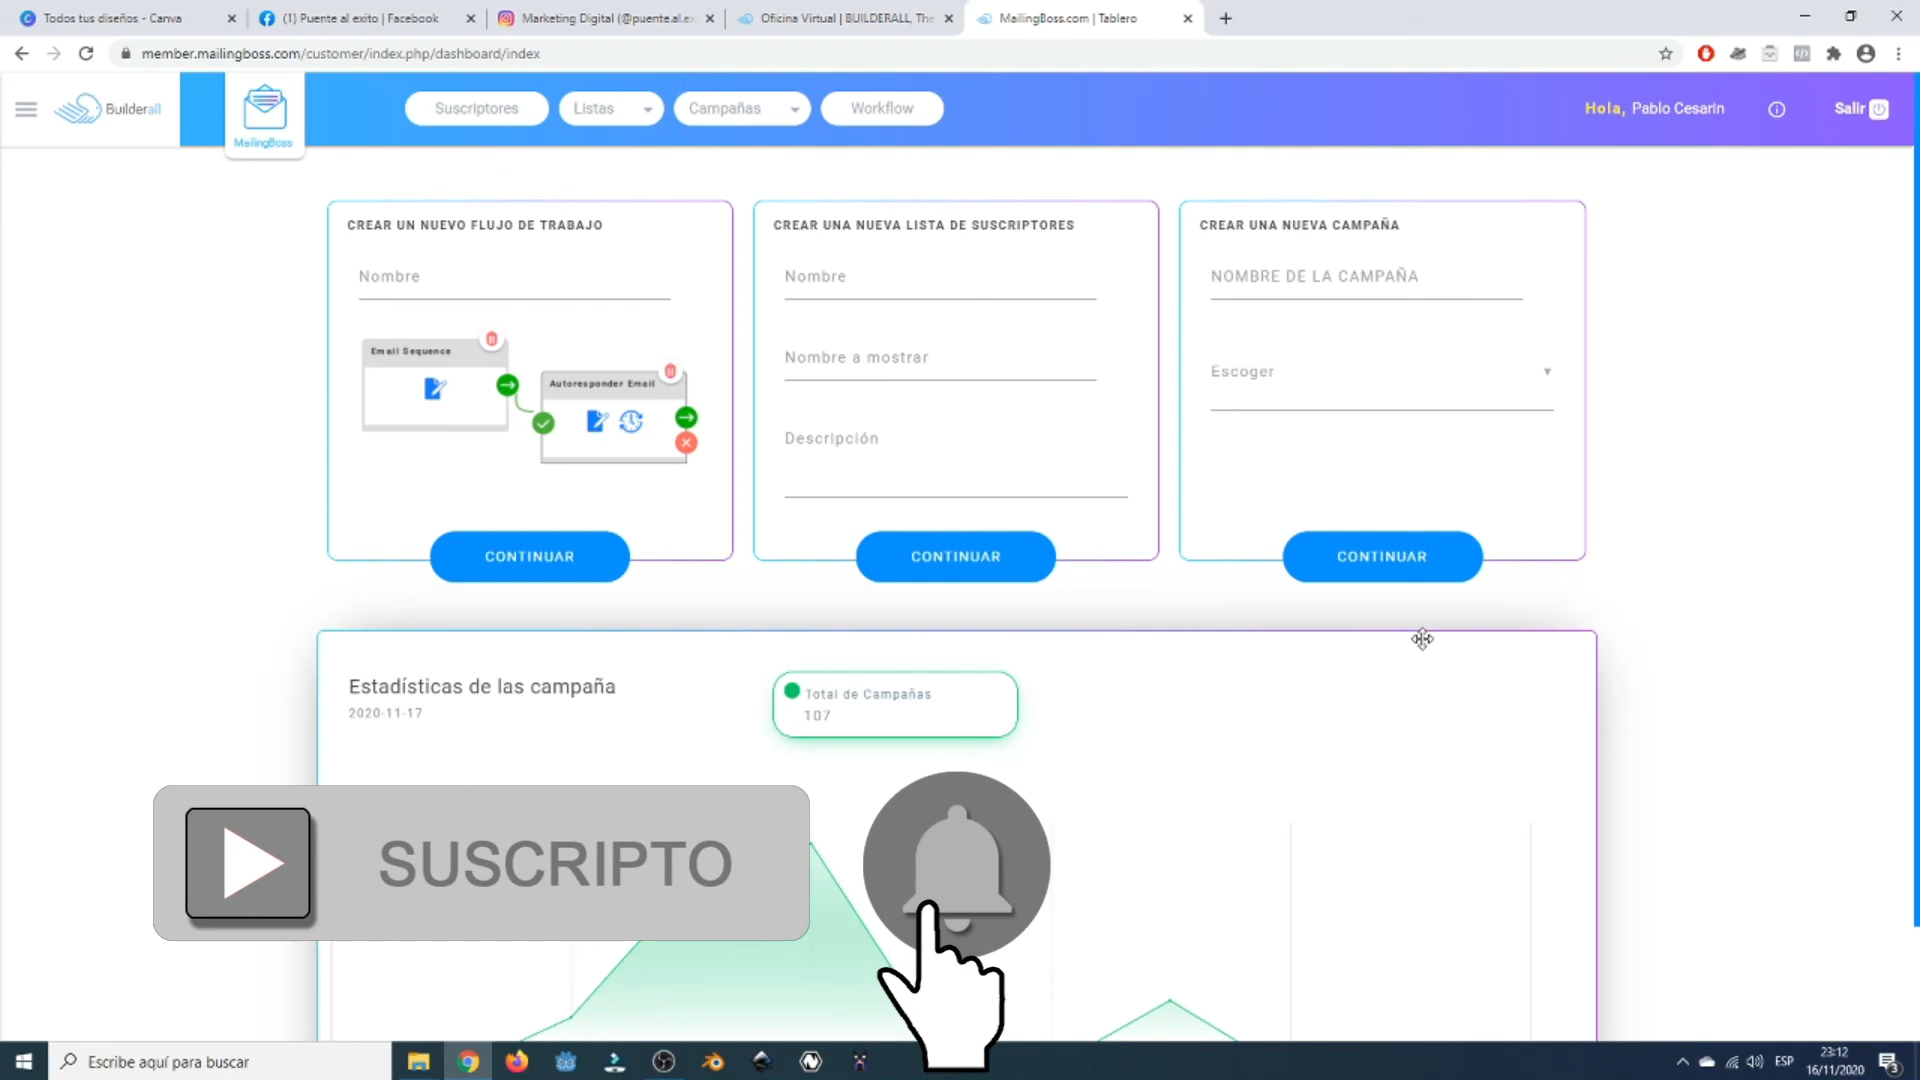 Todos tus diseños - Canva
(1) Puente al exito | Facebook
Marketing Digital (@puente.al.ex
Oficina Virtual | BUILDERALL, The
MailingBoss.com | Tablero
member.mailingboss.com/customer/index.php/dashboard/index
Builderall
MailingBoss
Suscriptores
Listas
Campañas
Workflow
Hola, Pablo Cesarin
Salir
CREAR UN NUEVO FLUJO DE TRABAJO
Nombre
Email Sequence
Autoresponder Email
CONTINUAR
CREAR UNA NUEVA LISTA DE SUSCRIPTORES
Nombre
Nombre a mostrar
Descripción
CONTINUAR
CREAR UNA NUEVA CAMPAÑA
NOMBRE DE LA CAMPAÑA
Escoger
CONTINUAR
Estadísticas de las campaña
2020-11-17
Total de Campañas
107
SUSCRIPTO
Escribe aquí para buscar
ESP
23:12
16/11/2020
3